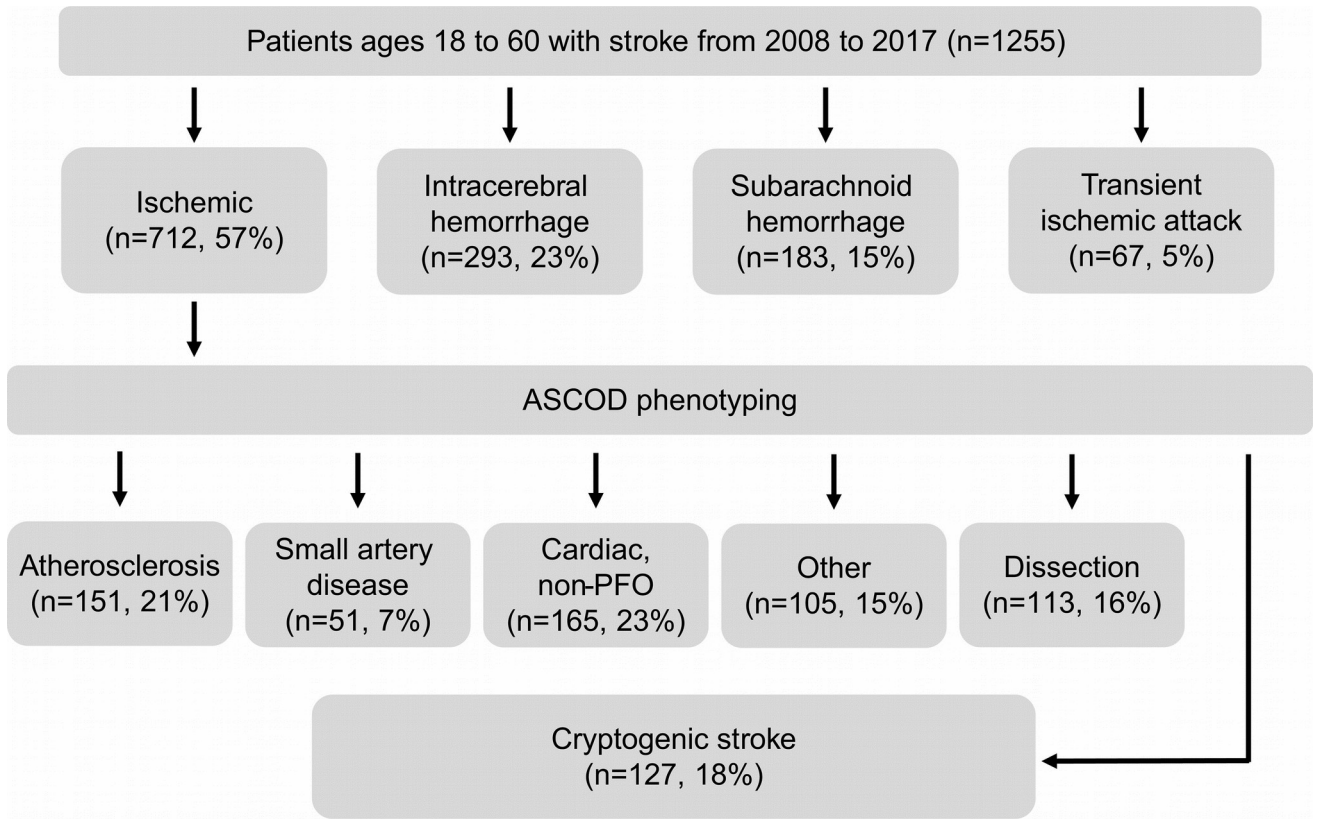 Patients ages 18 to 60 with stroke from 2008 to 2017 (n=1255)
Ischemic
(n=712, 57%)
Intracerebral
hemorrhage
(n=293, 23%)
Subarachnoid
hemorrhage
(n=183, 15%)
Transient
ischemic attack
(n=67, 5%)
ASCOD phenotyping
Atherosclerosis
(n=151, 21%)
Small artery
disease
(n=51, 7%)
Cardiac,
non-PFO
(n=165, 23%)
Other
(n=105, 15%)
Dissection
(n=113, 16%)
Cryptogenic stroke
(n=127, 18%)